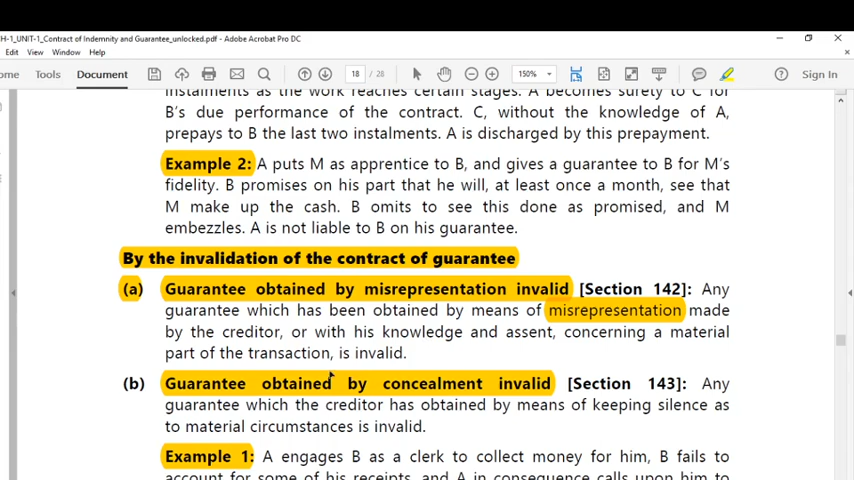 CH-1_UNIT-1_Contract of Indemnity and Guarantee_unlocked.pdf - Adobe Acrobat Pro DC
Edit View Window Help
Tools Document 18 / 28 150% Sign In
instalments as the work reaches certain stages. A becomes surety to C for
B's due performance of the contract. C, without the knowledge of A,
prepays to B the last two instalments. A is discharged by this prepayment.
Example 2: A puts M as apprentice to B, and gives a guarantee to B for M's
fidelity. B promises on his part that he will, at least once a month, see that
M make up the cash. B omits to see this done as promised, and M
embezzles. A is not liable to B on his guarantee.
By the invalidation of the contract of guarantee
(a) Guarantee obtained by misrepresentation invalid [Section 142]: Any
guarantee which has been obtained by means of misrepresentation made
by the creditor, or with his knowledge and assent, concerning a material
part of the transaction, is invalid.
(b) Guarantee obtained by concealment invalid [Section 143]: Any
guarantee which the creditor has obtained by means of keeping silence as
to material circumstances is invalid.
Example 1: A engages B as a clerk to collect money for him, B fails to
account for some of his receipts, and A in consequence calls upon him to